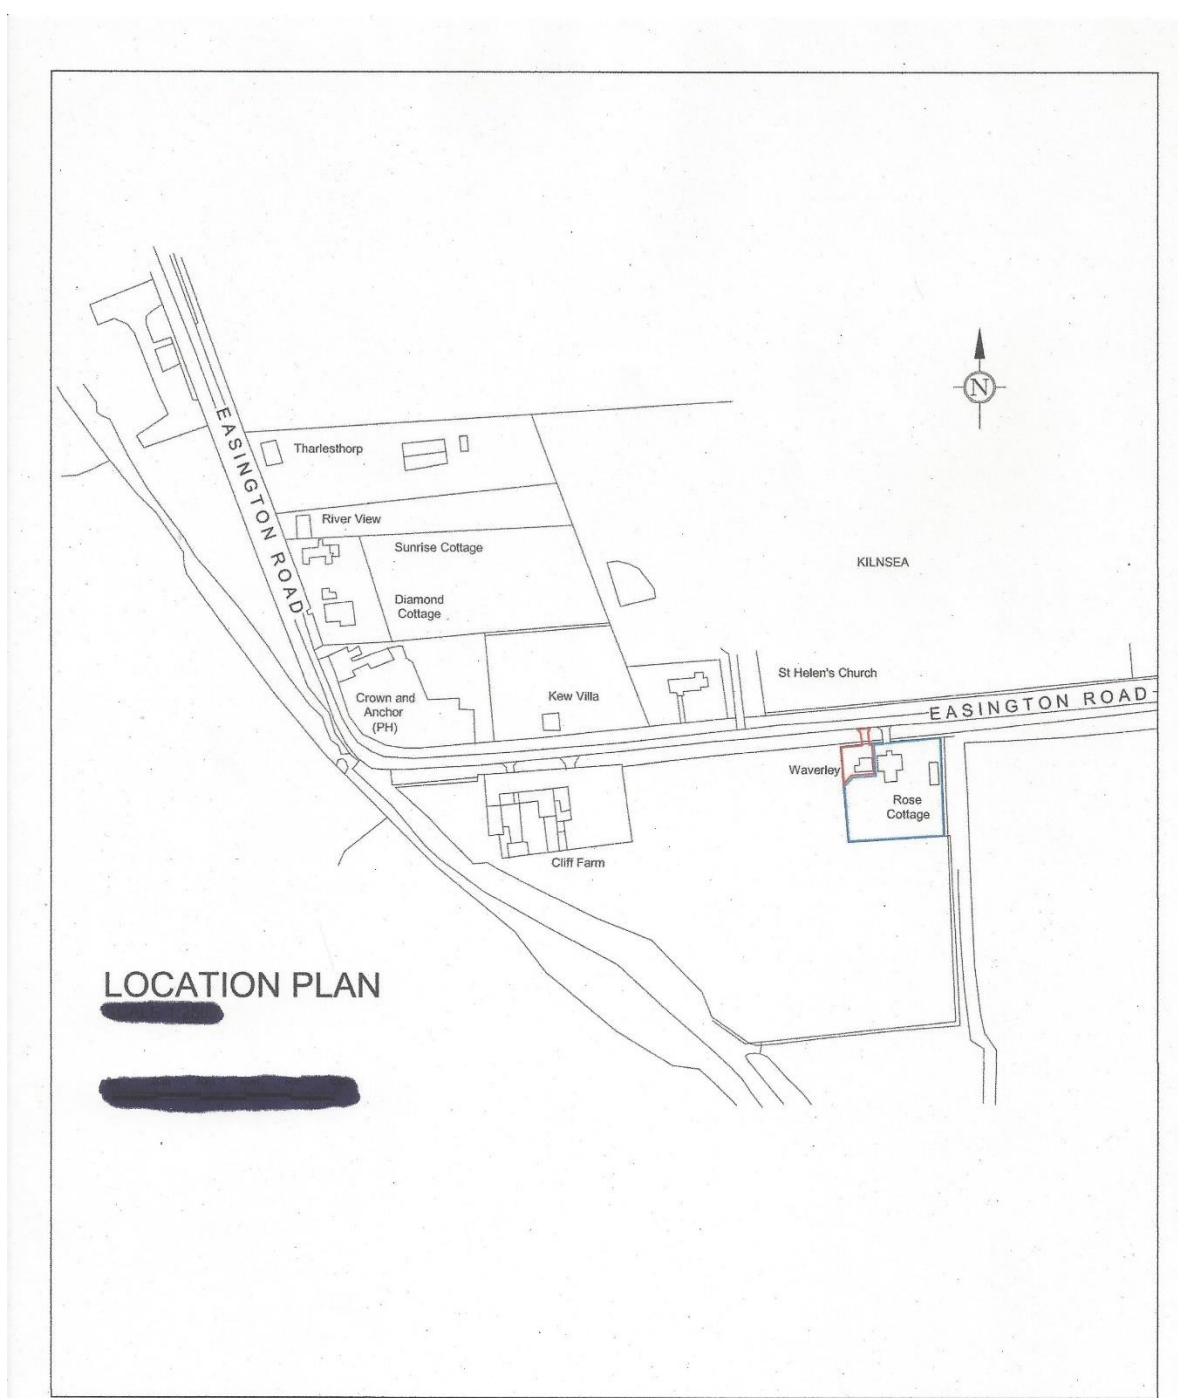 N
EASINGTON ROAD
Tharlesthorp
River View
Sunrise Cottage
Diamond
Cottage
KILNSEA
Crown and
Anchor
(PH)
Kew Villa
St Helen's Church
EASINGTON ROAD
Waverley
Rose
Cottage
Cliff Farm
LOCATION PLAN